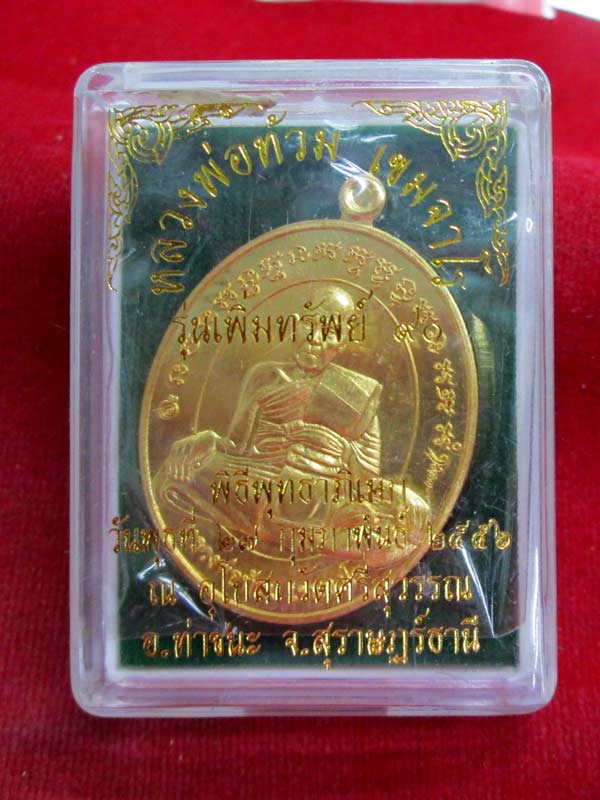 หลวงพ่อท้วม เขมจาโร
รุ่นเพิ่มทรัพย์ ๙๐
พิธีพุทธาภิเษก
วันพุธที่ ๒๗ กุมภาพันธ์ ๒๕๕๖
ณ อุโบสถวัดศรีสุวรรณ
อ.ท่าชนะ จ.สุราษฎร์ธานี